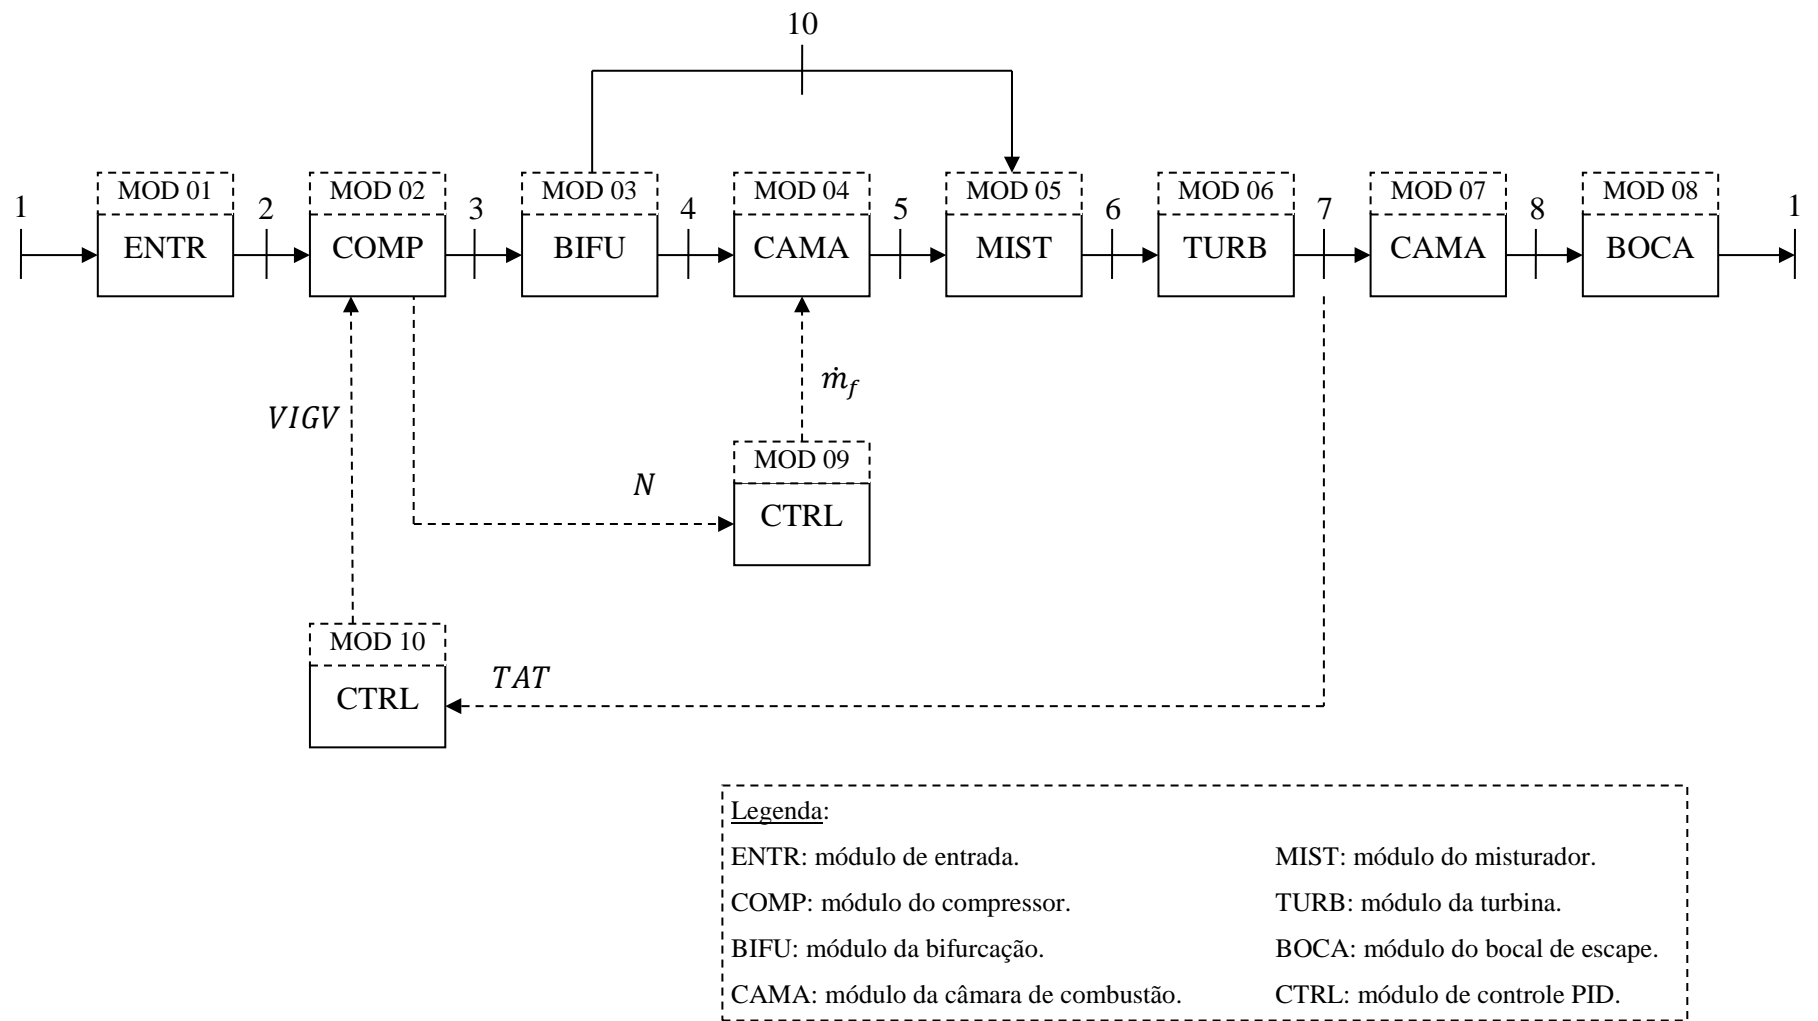 10
MOD 01 MOD 02 MOD 03 MOD 04 MOD 05 MOD 06 MOD 07 MOD 08
1 2 3 4 5 6 7 8 1
ENTR COMP BIFU CAMA MIST TURB CAMA BOCA
ṁ_f
VIGV
MOD 09
N
CTRL
MOD 10
TAT
CTRL
Legenda:
ENTR: módulo de entrada. MIST: módulo do misturador.
COMP: módulo do compressor. TURB: módulo da turbina.
BIFU: módulo da bifurcação. BOCA: módulo do bocal de escape.
CAMA: módulo da câmara de combustão. CTRL: módulo de controle PID.